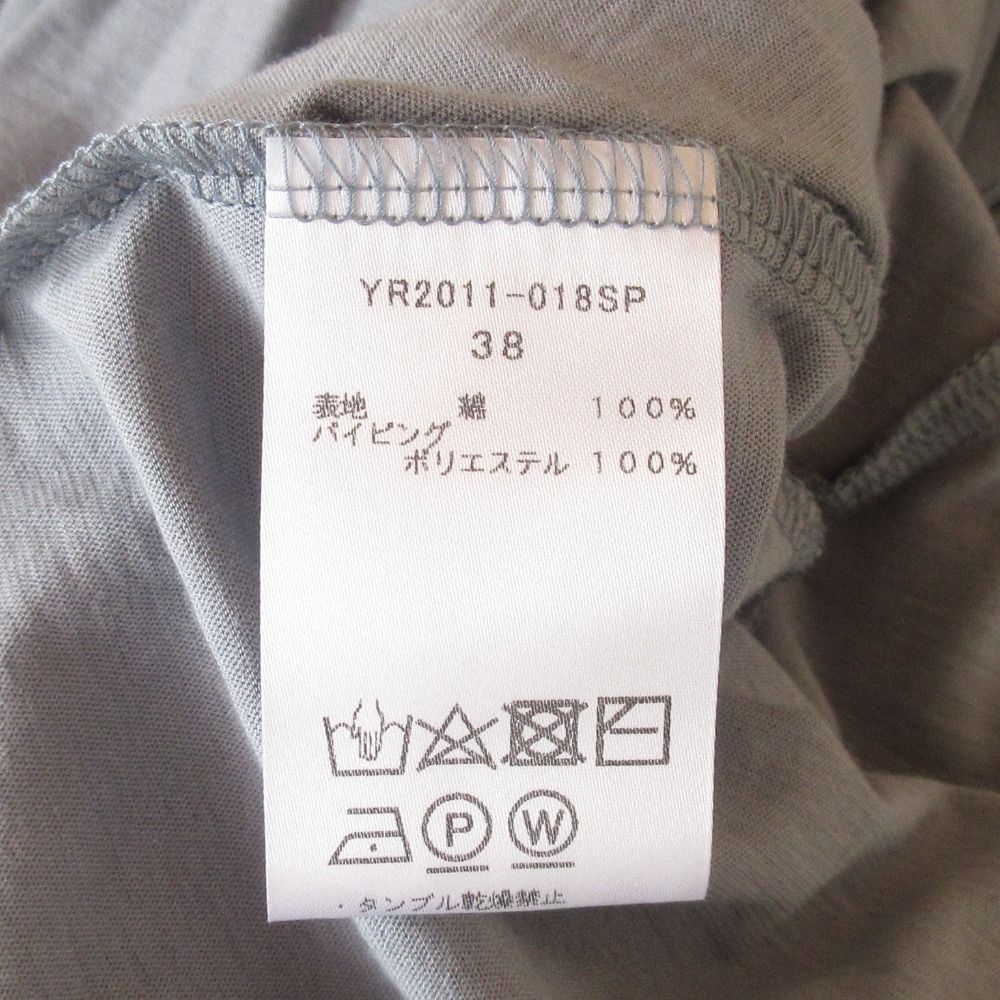 YR2011-018SP
38
表地 綿 100%
パイピング
ポリエステル 100%
P W
・タンブル乾燥禁止